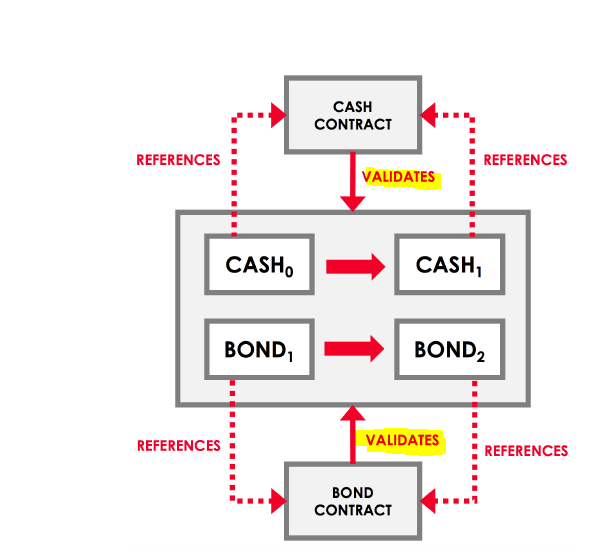 CASH
CONTRACT
REFERENCES
VALIDATES
REFERENCES
CASH₀
CASH₁
BOND₁
BOND₂
REFERENCES
VALIDATES
REFERENCES
BOND
CONTRACT